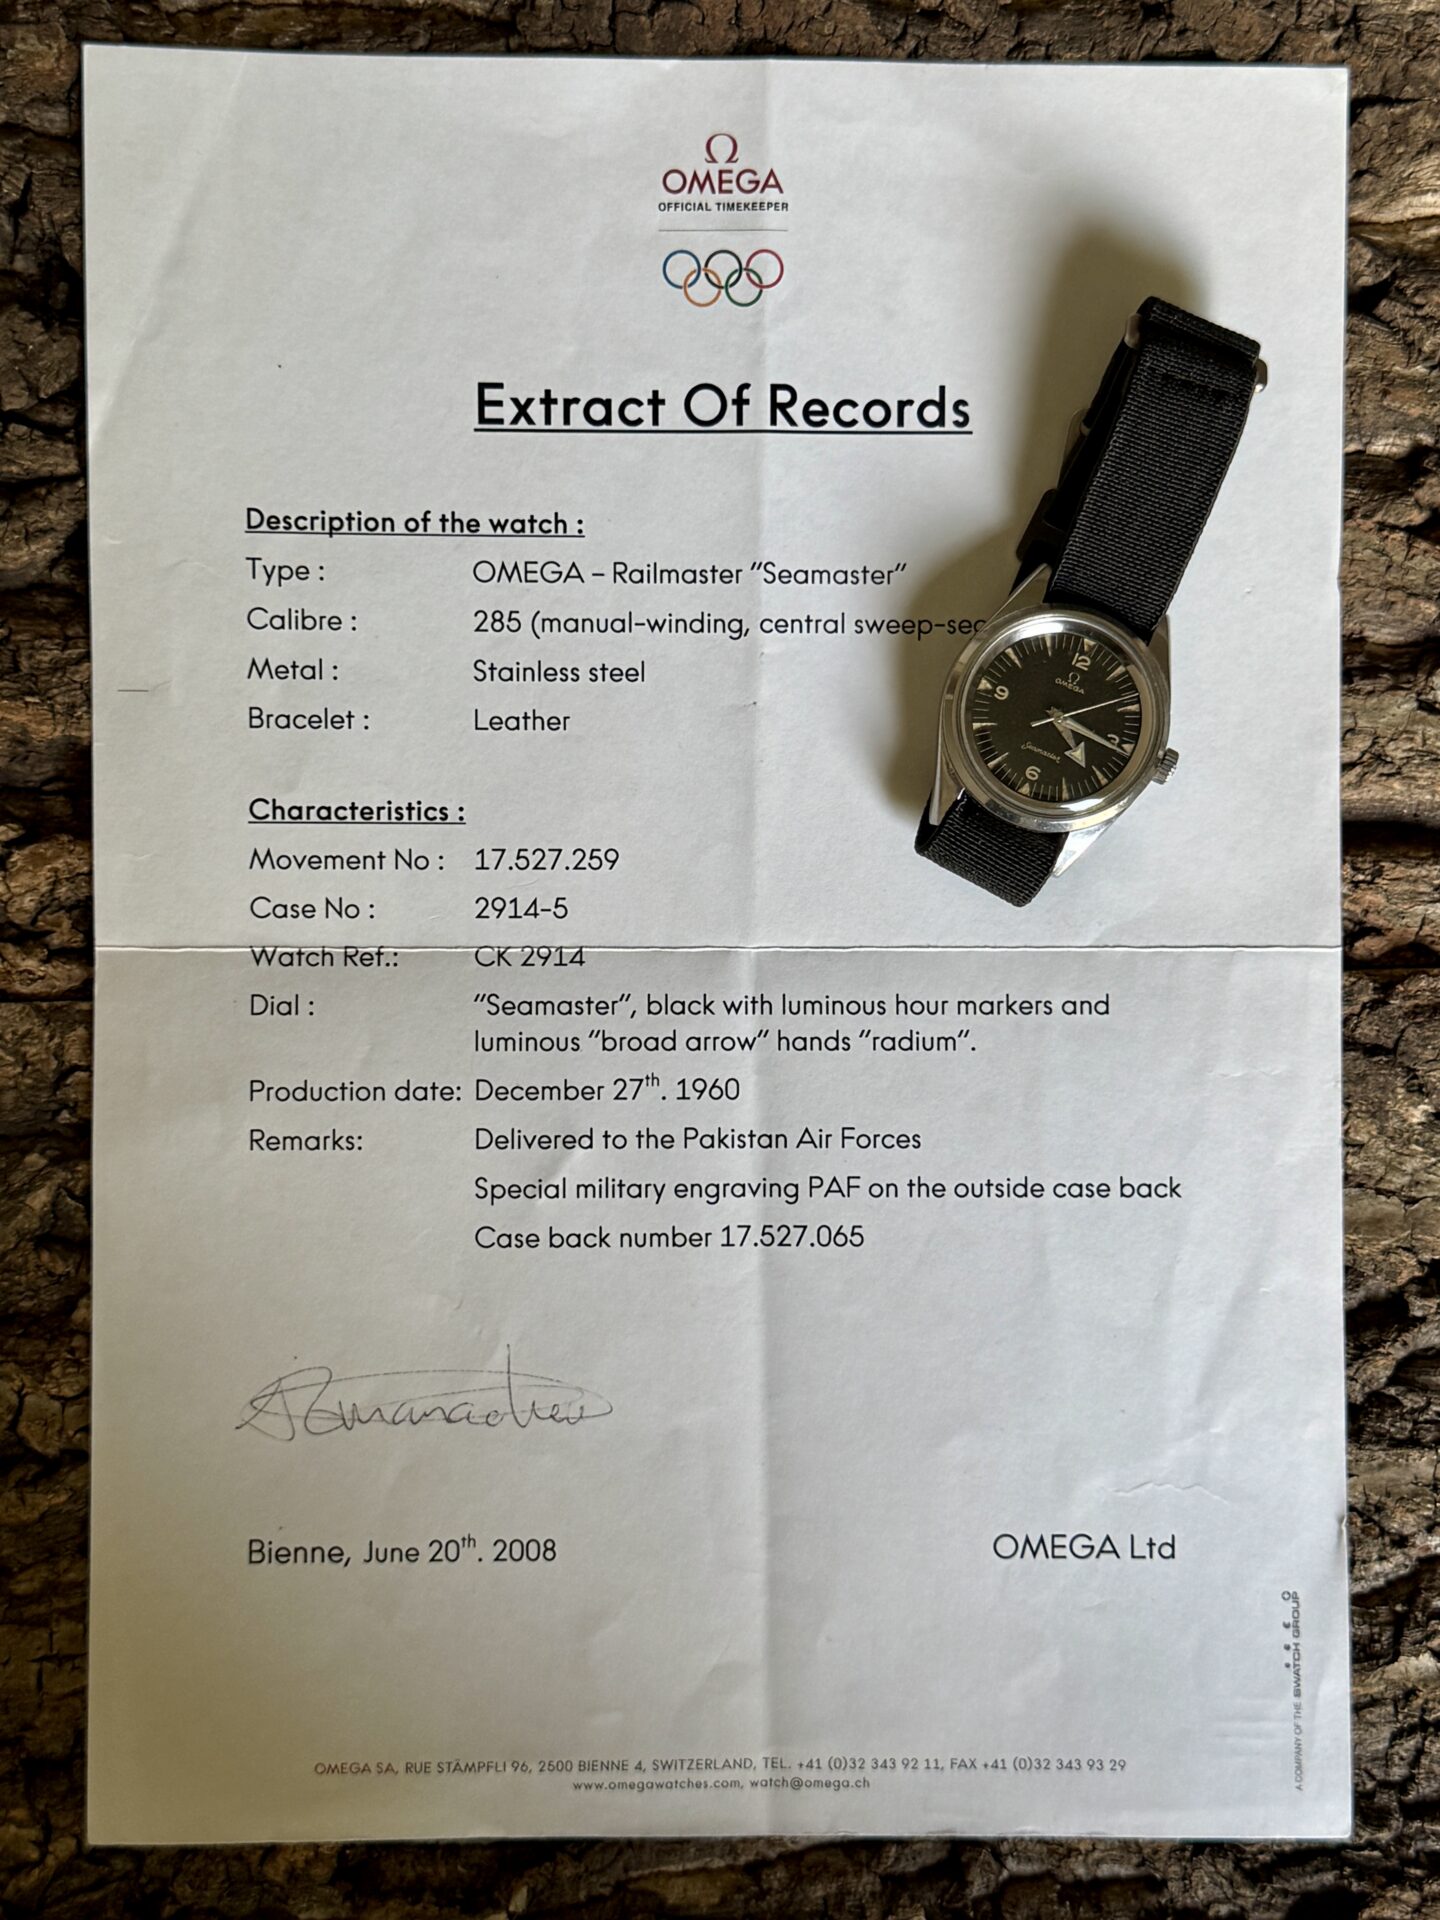 Ω
OMEGA
OFFICIAL TIMEKEEPER
Extract Of Records
Description of the watch :
Type : OMEGA – Railmaster "Seamaster"
Calibre : 285 (manual-winding, central sweep-sec
Metal : Stainless steel
Bracelet : Leather
12
9
3
6
Ω
OMEGA
Seamaster
Characteristics :
Movement No : 17.527.259
Case No : 2914-5
Watch Ref.: CK 2914
Dial : "Seamaster", black with luminous hour markers and
luminous "broad arrow" hands "radium".
Production date: December 27th. 1960
Remarks: Delivered to the Pakistan Air Forces
Special military engraving PAF on the outside case back
Case back number 17.527.065
Bienne, June 20th. 2008
OMEGA Ltd
A COMPANY OF THE SWATCH GROUP
OMEGA SA, RUE STÄMPFLI 96, 2500 BIENNE 4, SWITZERLAND, TEL. +41 (0)32 343 92 11, FAX +41 (0)32 343 93 29
www.omegawatches.com, watch@omega.ch